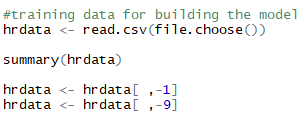 #training data for building the model
hrdata <- read.csv(file.choose())
summary(hrdata)
hrdata <- hrdata[ ,-1]
hrdata <- hrdata[ ,-9]